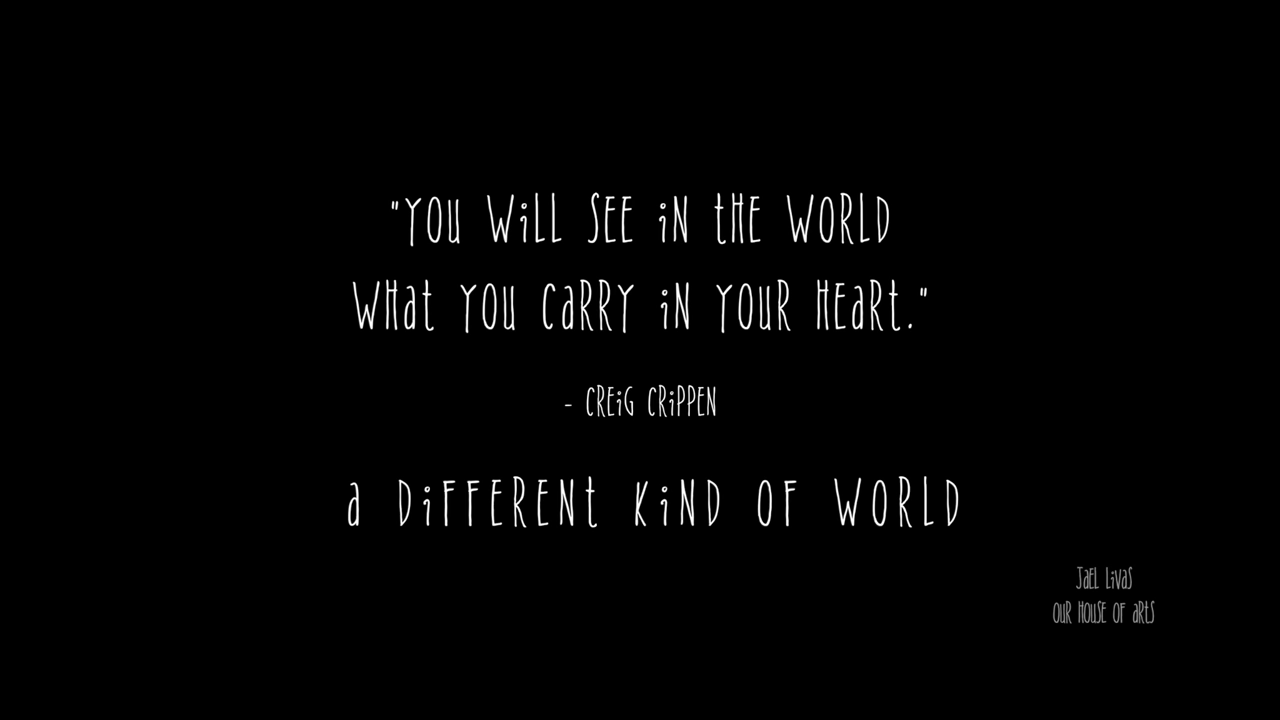 "YOU WiLL SEE iN tHE WORLD
WHat YOU CaRRY iN YOUR HEaRt."
- CREiG CRiPPEN
a DiFFERENt KiND OF WORLD
JaEL LiVaS
OUR HOUSE OF aRtS